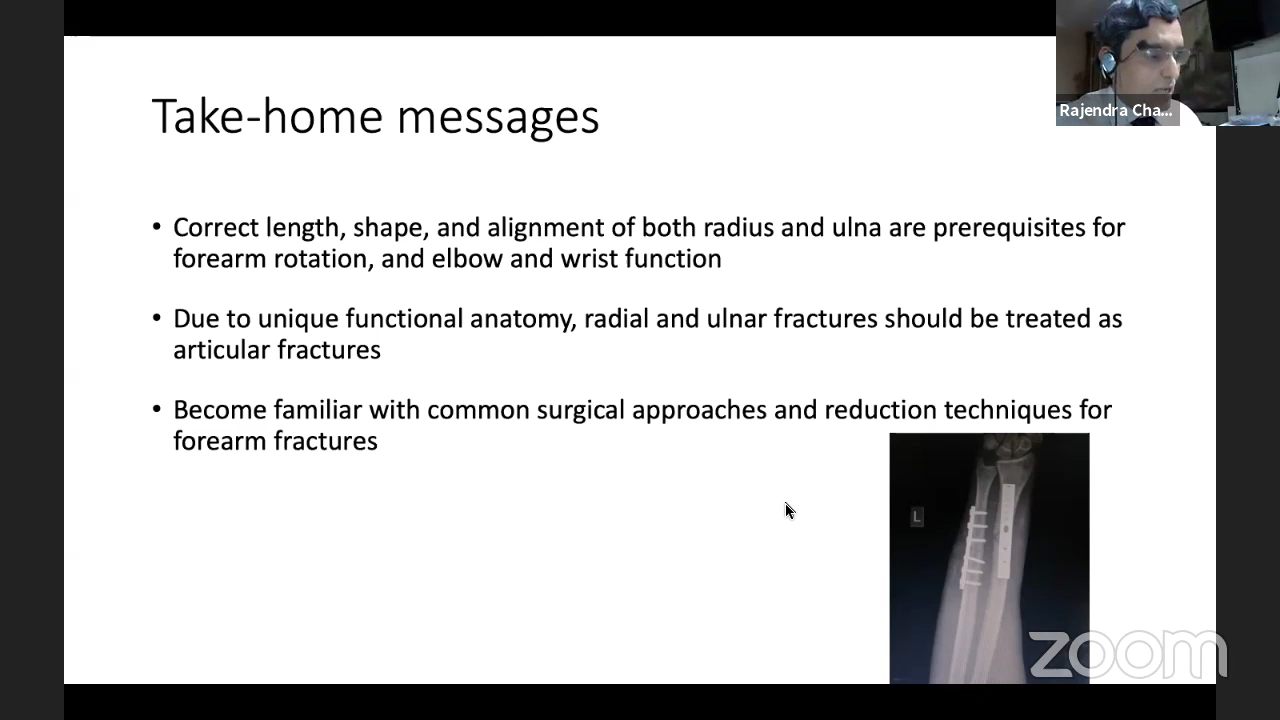 Take-home messages
Rajendra Cha...
• Correct length, shape, and alignment of both radius and ulna are prerequisites for
forearm rotation, and elbow and wrist function
• Due to unique functional anatomy, radial and ulnar fractures should be treated as
articular fractures
• Become familiar with common surgical approaches and reduction techniques for
forearm fractures
L
zoom